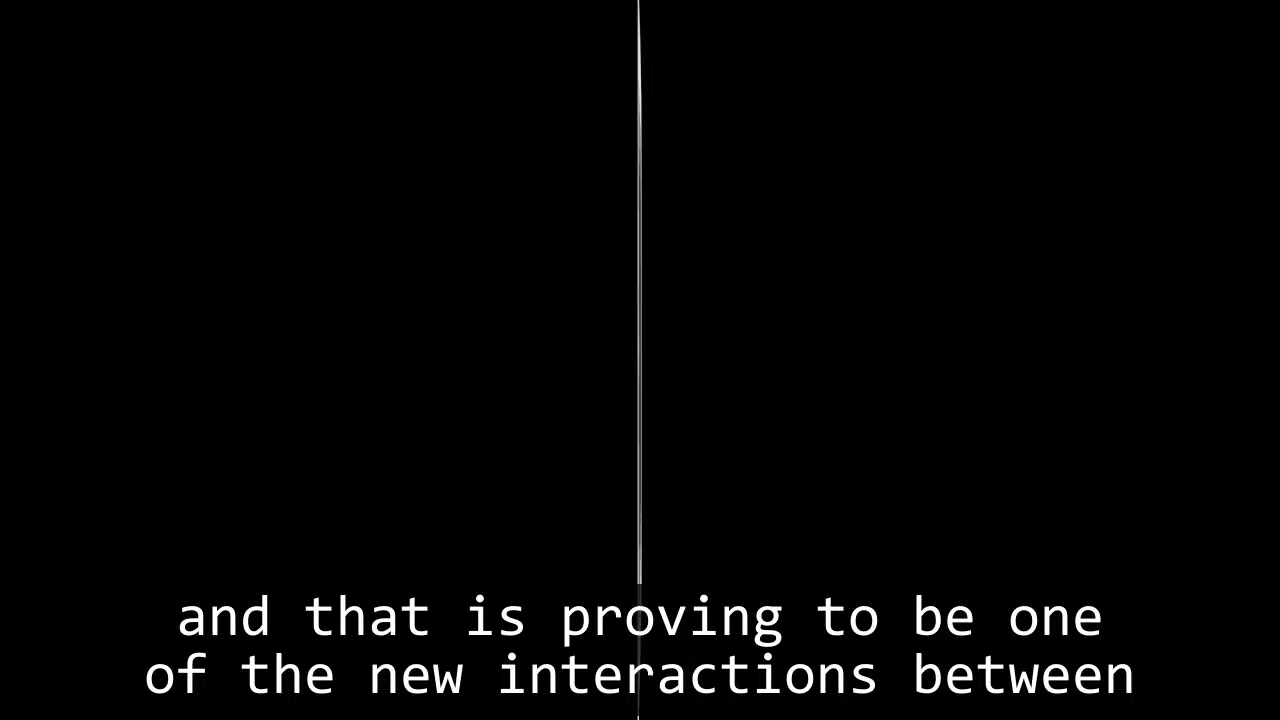 and that is proving to be one
of the new interactions between